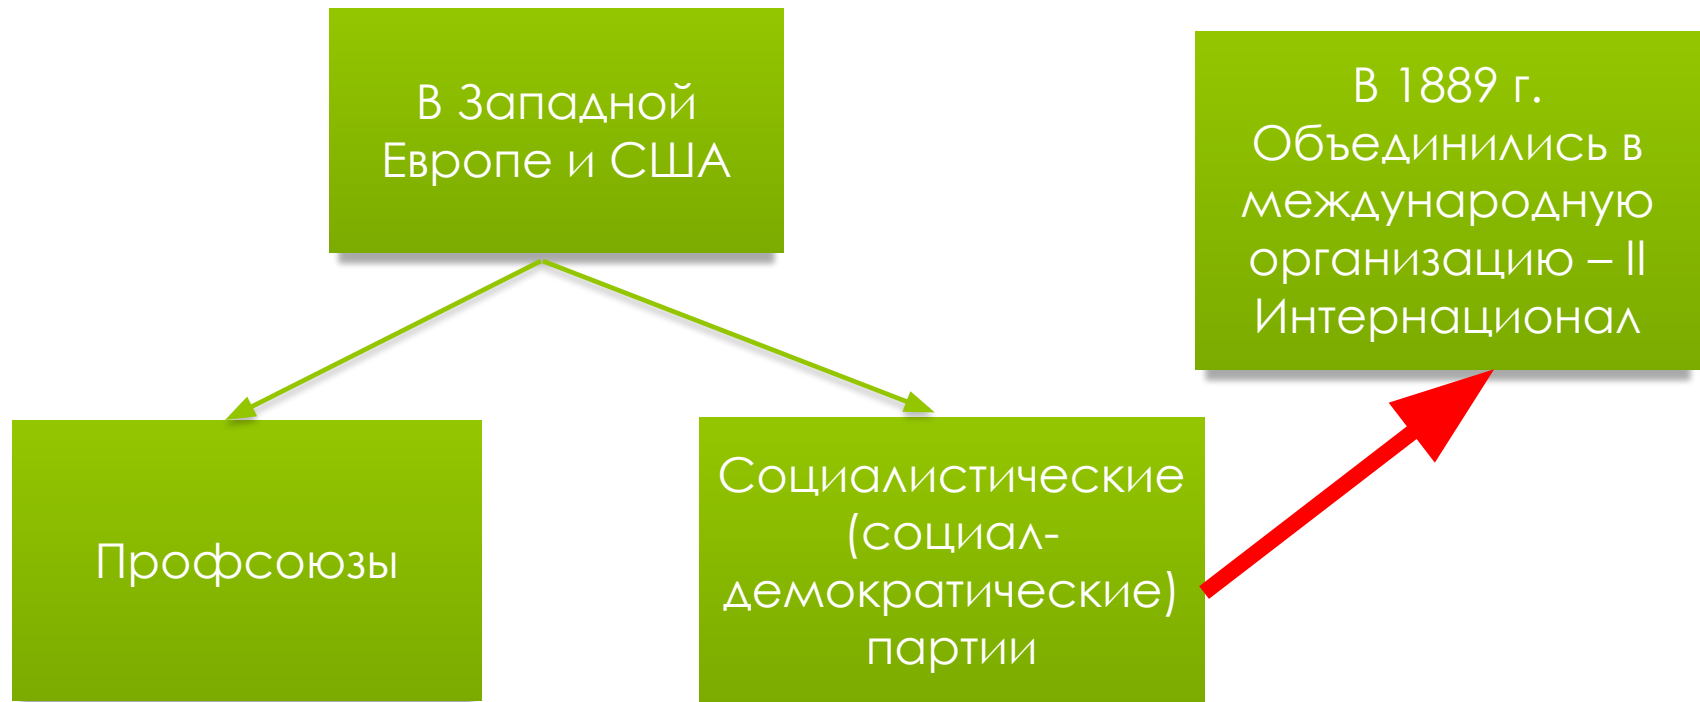 В Западной
Европе и США
В 1889 г.
Объединились в
международную
организацию – II
Интернационал
Профсоюзы
Социалистические
(социал-
демократические)
партии